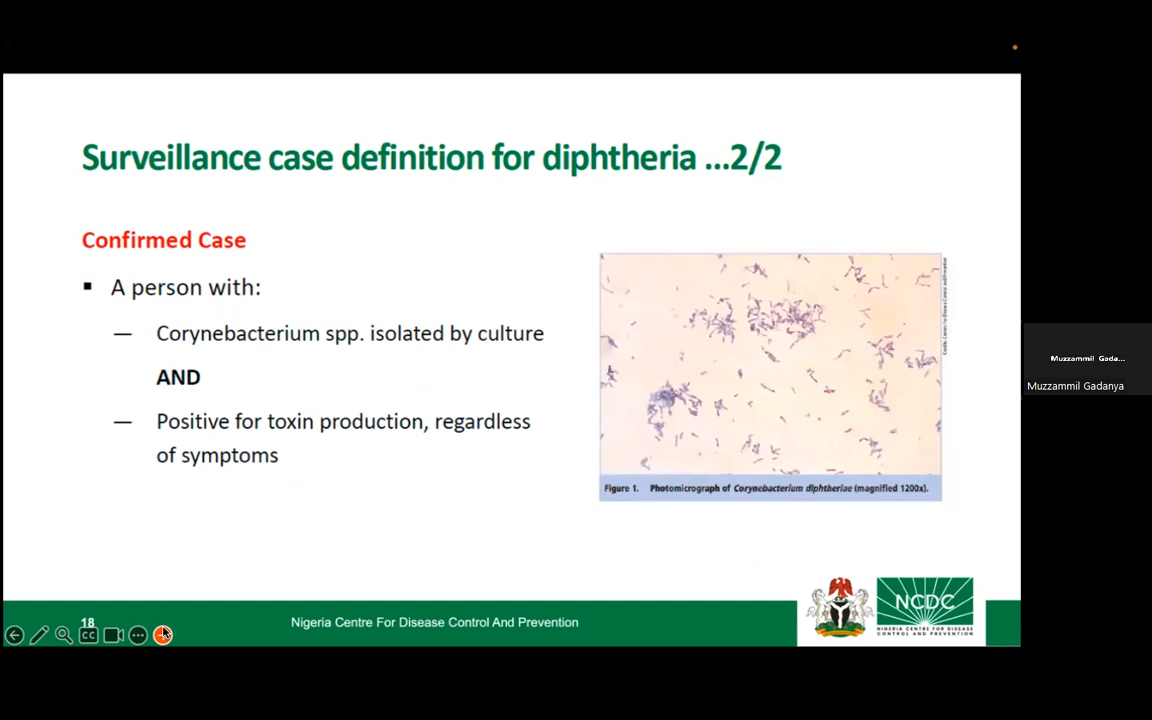 Surveillance case definition for diphtheria ...2/2
Confirmed Case
▪ A person with:
— Corynebacterium spp. isolated by culture
AND
— Positive for toxin production, regardless
of symptoms
Figure 1. Photomicrograph of Corynebacterium diphtheriae (magnified 1200x).
Muzzammil Gada...
Muzzammil Gadanya
18
CC
Nigeria Centre For Disease Control And Prevention
NCDC
NIGERIA CENTRE FOR DISEASE
CONTROL AND PREVENTION